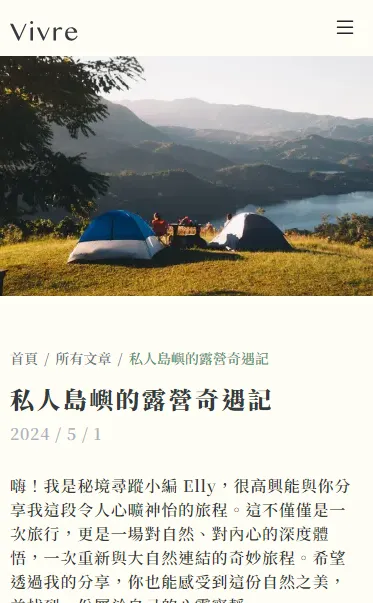 Vivre
首頁 / 所有文章 / 私人島嶼的露營奇遇記
私人島嶼的露營奇遇記
2024 / 5 / 1
嗨！我是秘境尋蹤小編 Elly，很高興能與你分
享我這段令人心曠神怡的旅程。這不僅僅是一
次旅行，更是一場對自然、對內心的深度體
悟，一次重新與大自然連結的奇妙旅程。希望
透過我的分享，你也能感受到這份自然之美，